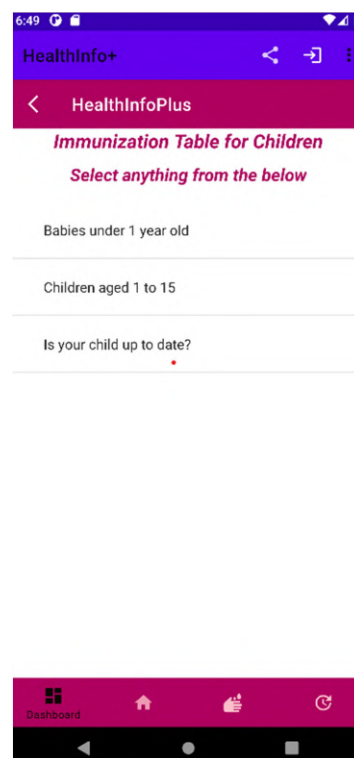 6:49
HealthInfo+
HealthInfoPlus
Immunization Table for Children
Select anything from the below
Babies under 1 year old
Children aged 1 to 15
Is your child up to date?
Dashboard